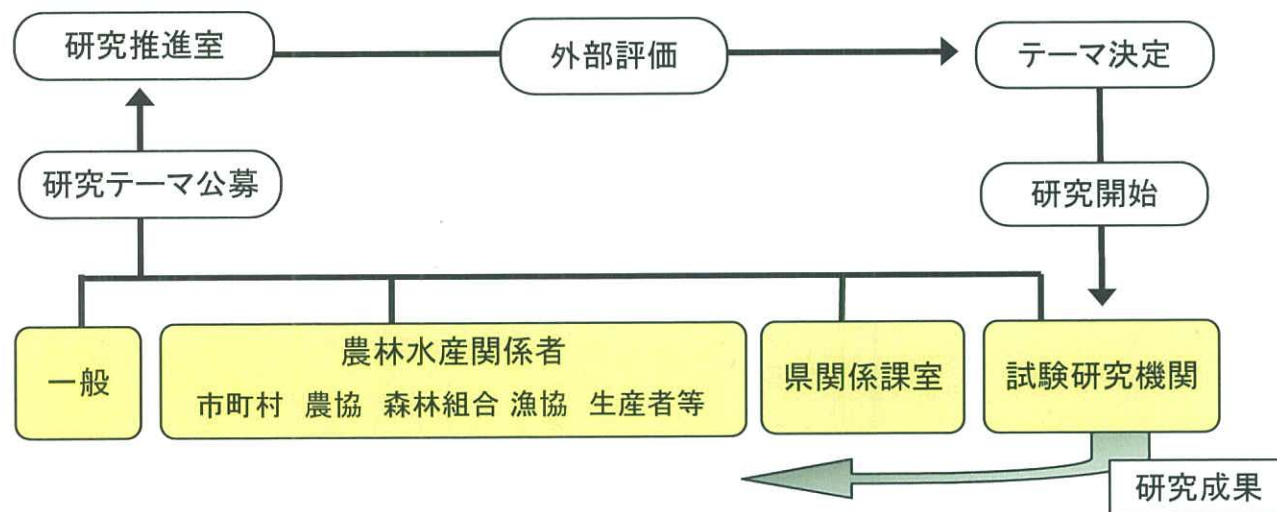 研究推進室
外部評価
テーマ決定
研究テーマ公募
研究開始
一般
農林水産関係者
市町村 農協 森林組合 漁協 生産者等
県関係課室
試験研究機関
研究成果